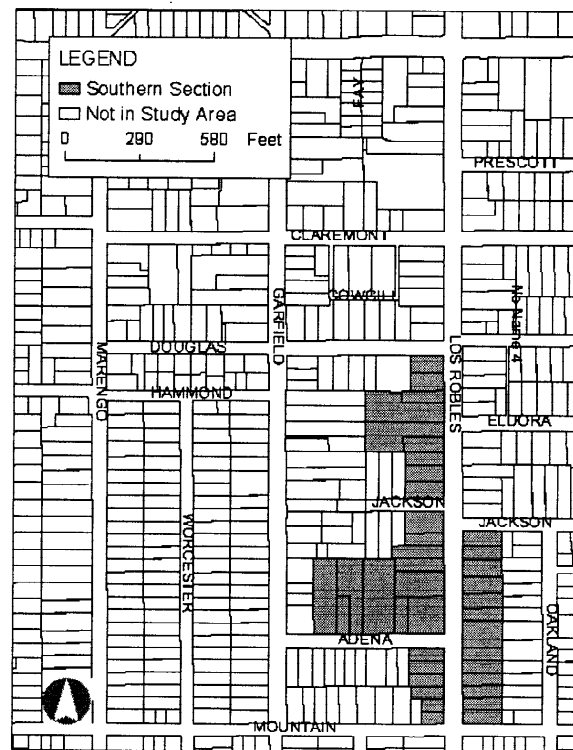 LEGEND
Southern Section
Not in Study Area
0 290 580 Feet
FAY
PRESCOTT
CLAREMONT
COWGILL
No Name 4
GARFIELD
DOUGLAS
LOS ROBLES
MARENGO
HAMMOND
ELDORA
JACKSON
JACKSON
WORCESTER
OAKLAND
ADENA
MOUNTAIN